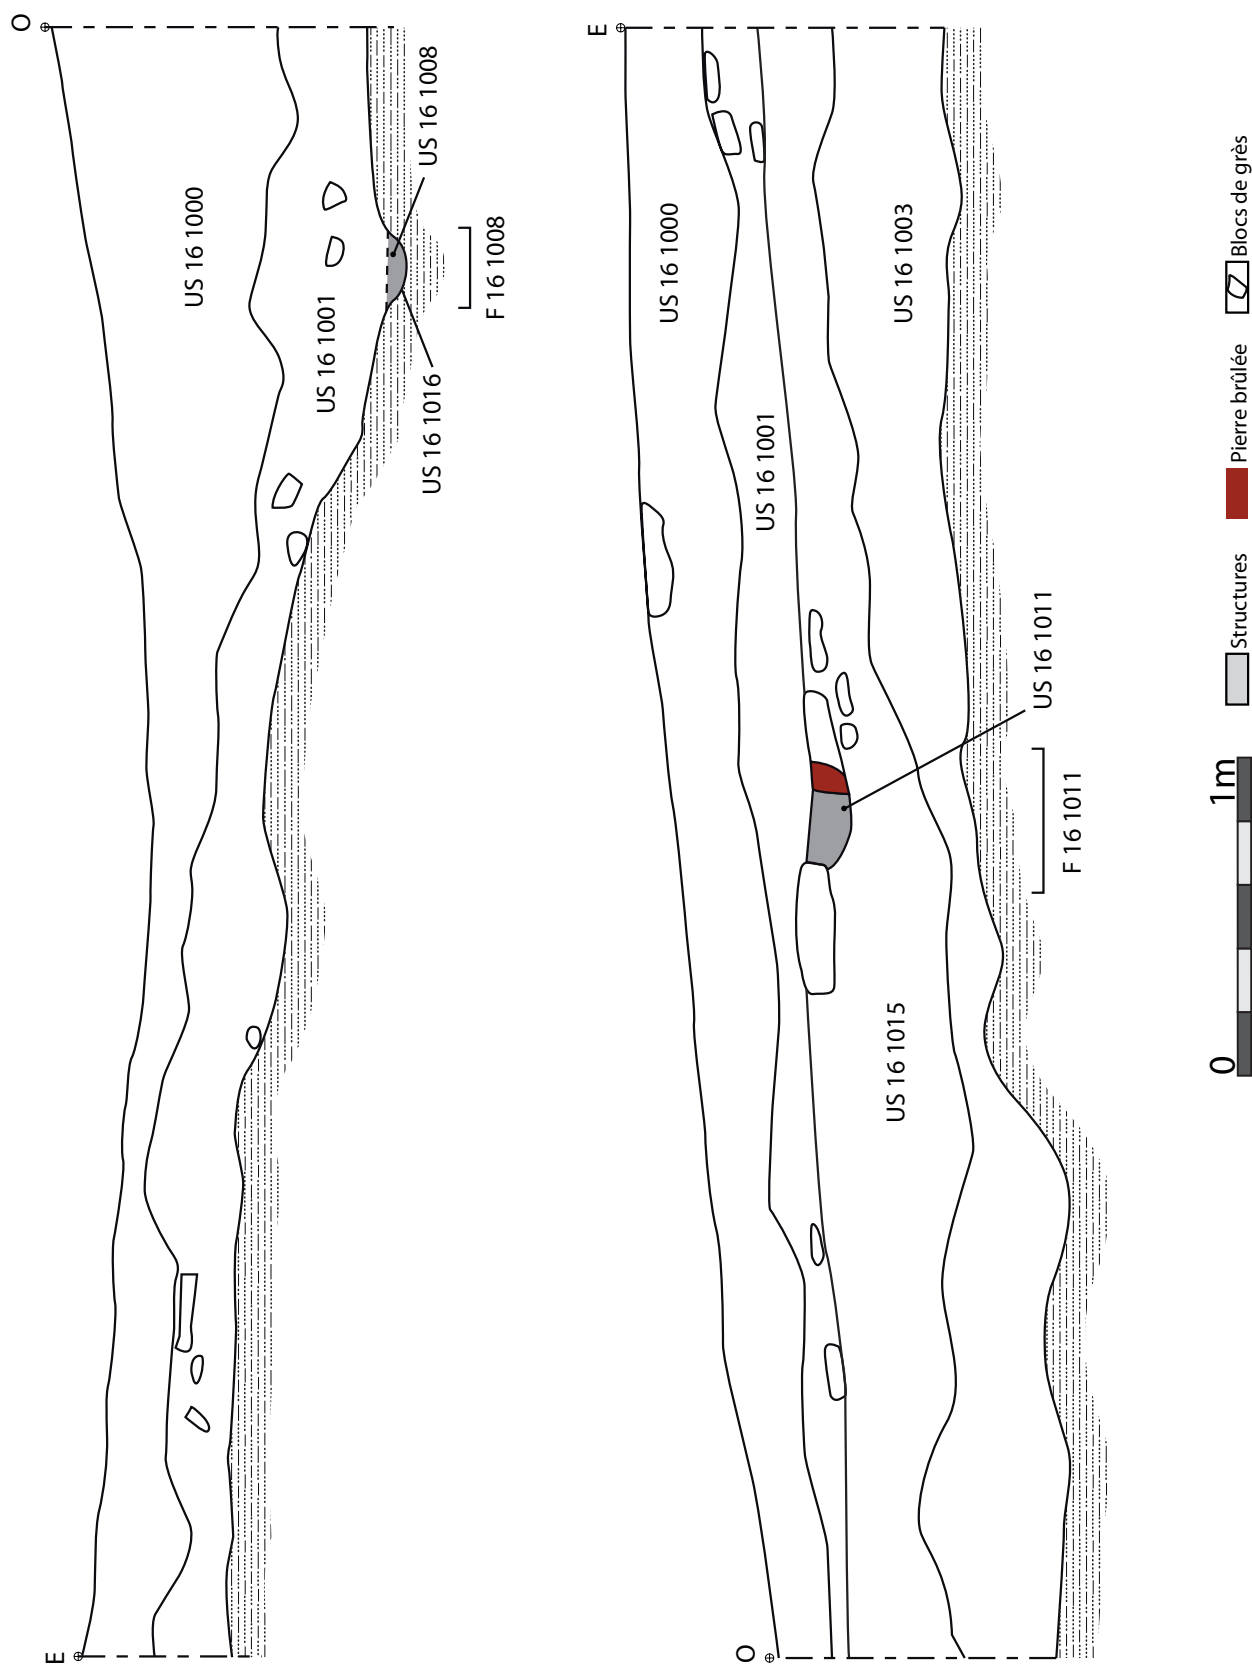 E
O
US 16 1000
US 16 1001
US 16 1008
US 16 1016
F 16 1008
O
E
US 16 1000
US 16 1001
US 16 1003
US 16 1015
US 16 1011
F 16 1011
0
1m
Structures
Pierre brûlée
Blocs de grès